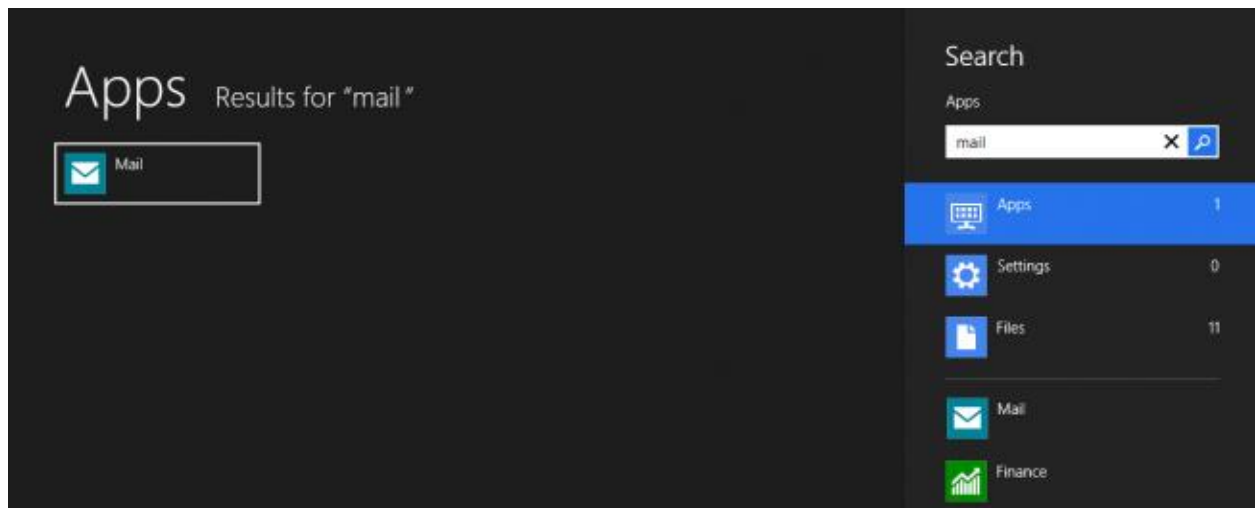 Apps Results for "mail "
Mail
Search
Apps
mail
Apps 1
Settings 0
Files 11
Mail
Finance